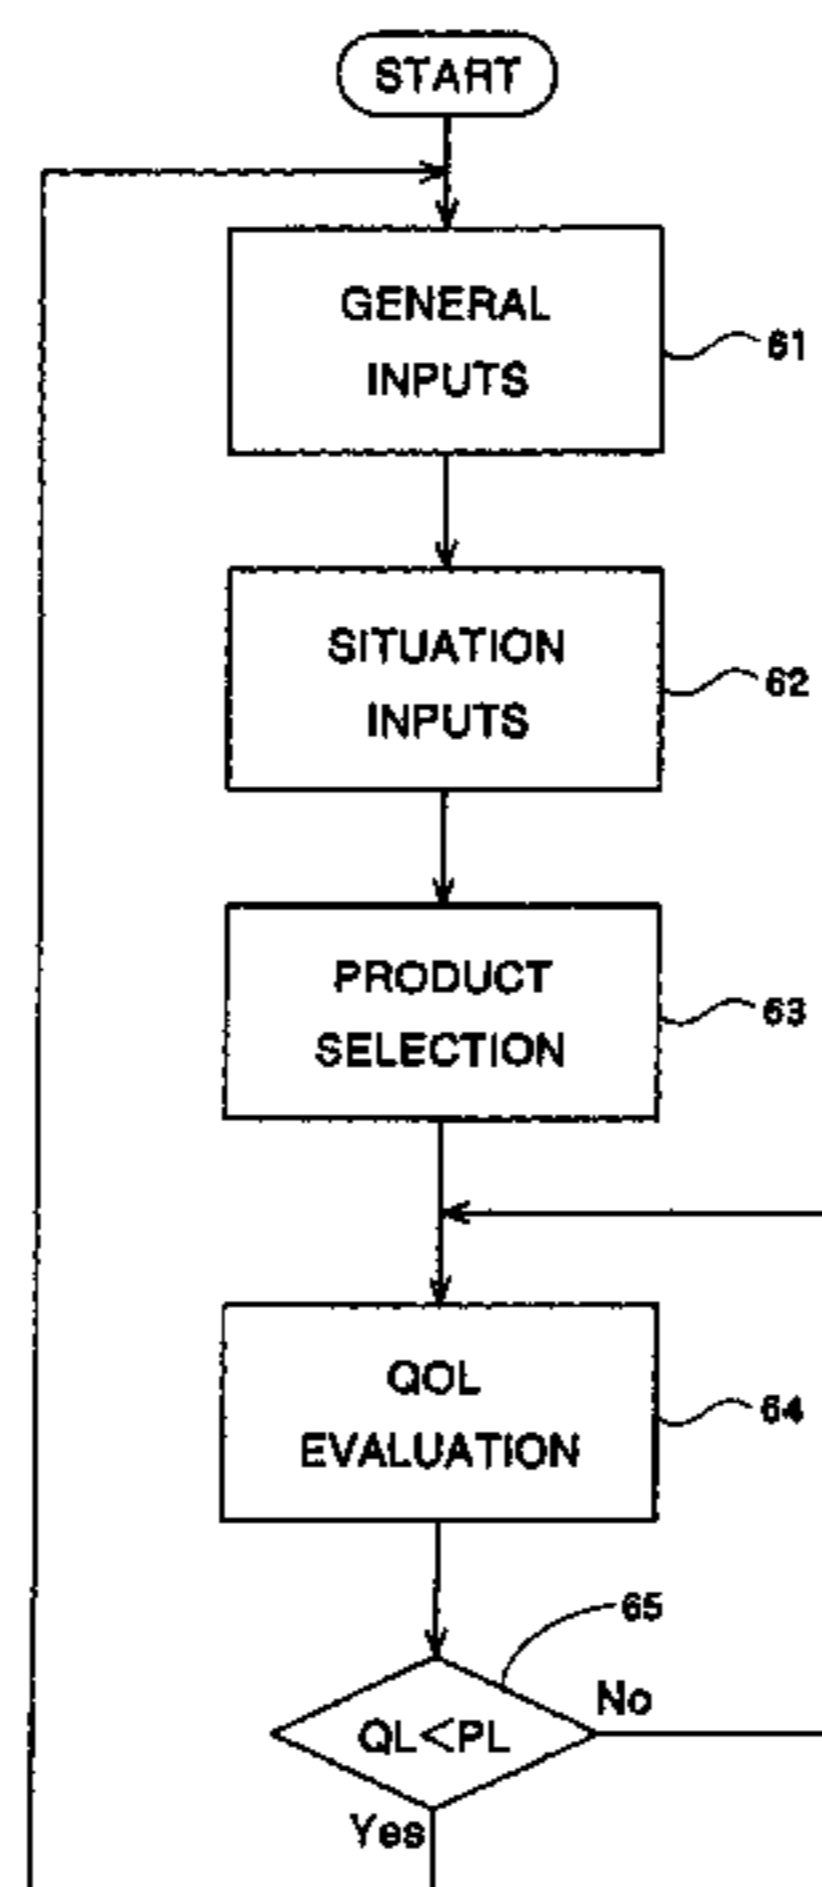 START
GENERAL
INPUTS
61
SITUATION
INPUTS
62
PRODUCT
SELECTION
63
QOL
EVALUATION
64
65
QL<PL
No
Yes